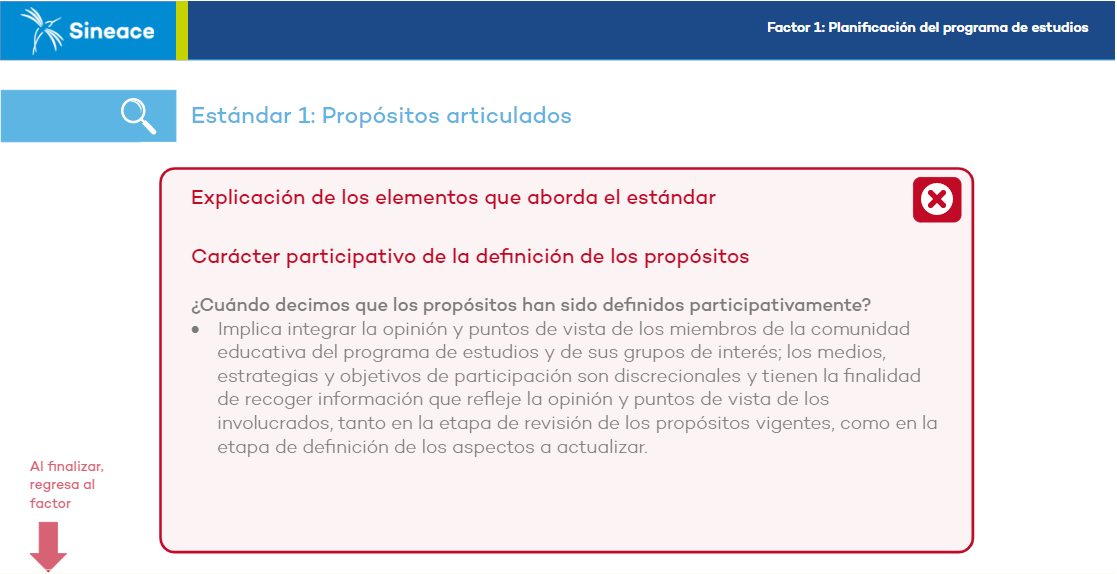 Sineace
Factor 1: Planificación del programa de estudios
Estándar 1: Propósitos articulados
Explicación de los elementos que aborda el estándar
Carácter participativo de la definición de los propósitos
¿Cuándo decimos que los propósitos han sido definidos participativamente?
• Implica integrar la opinión y puntos de vista de los miembros de la comunidad
educativa del programa de estudios y de sus grupos de interés; los medios,
estrategias y objetivos de participación son discrecionales y tienen la finalidad
de recoger información que refleje la opinión y puntos de vista de los
involucrados, tanto en la etapa de revisión de los propósitos vigentes, como en la
etapa de definición de los aspectos a actualizar.
Al finalizar,
regresa al
factor